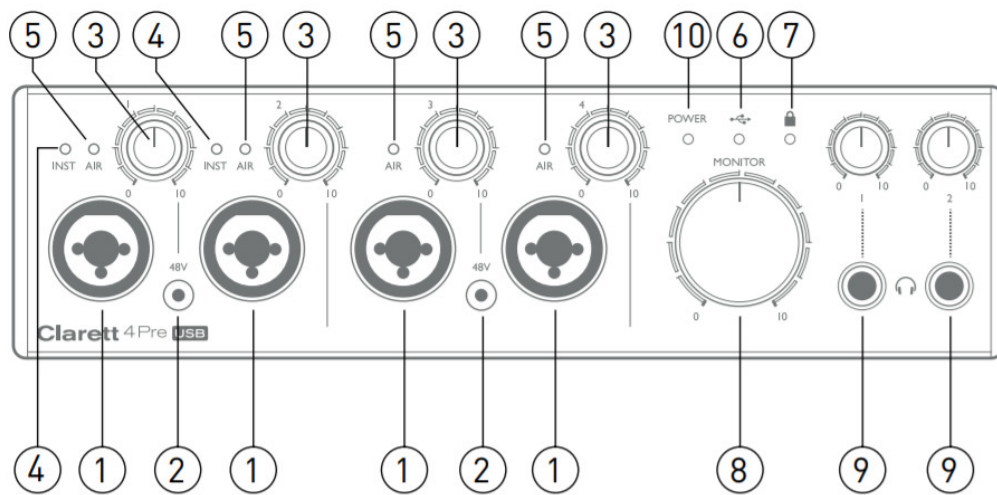 5 3 4 5 3 5 3 5 3 10 6 7
1 2 3 4
POWER
INST AIR INST AIR AIR AIR
MONITOR
0 10 0 10 0 10 0 10 0 10 0 10
1 2
48V 48V
0 10
Clarett 4Pre USB
4 1 2 1 1 2 1 8 9 9